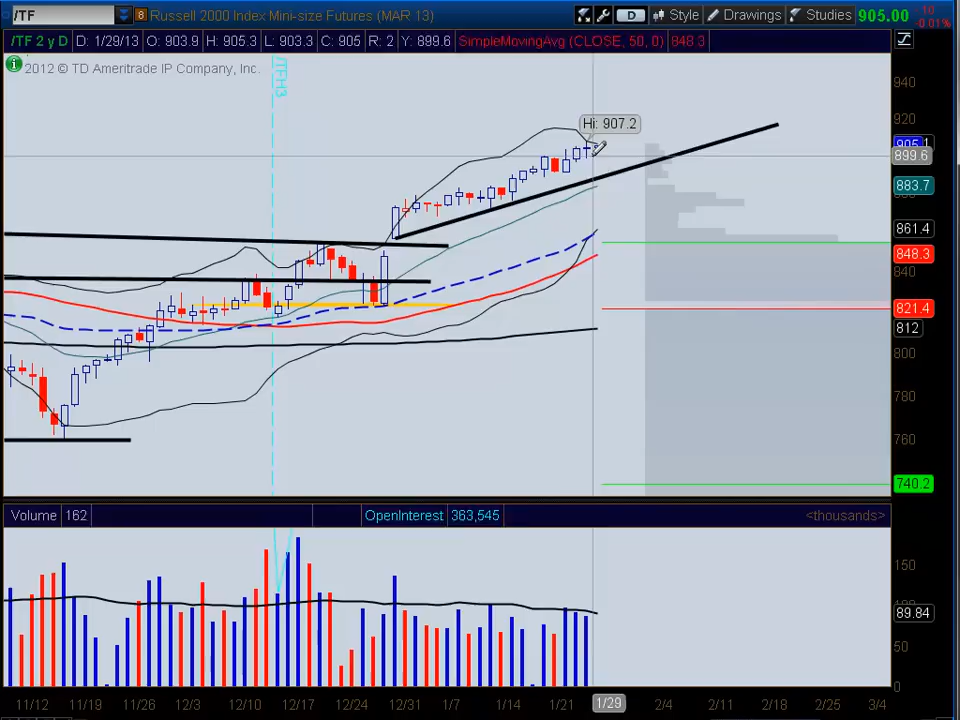 /TF 8 Russell 2000 Index Mini-size Futures (MAR 13) D Style Drawings Studies 905.00 -.10 -0.01%
/TF 2 y D D: 1/29/13 O: 903.9 H: 905.3 L: 903.3 C: 905 R: 2 Y: 899.6 SimpleMovingAvg (CLOSE, 50, 0) 848.3
2012 © TD Ameritrade IP Company, Inc.
/TFH3
Hi: 907.2
940
920
899.6
883.7
861.4
848.3
840
821.4
812
800
780
760
740.2
Volume 162 OpenInterest 363,545 <thousands>
150
89.84
50
0
11/12 11/19 11/26 12/3 12/10 12/17 12/24 12/31 1/7 1/14 1/21 1/29 2/4 2/11 2/18 2/25 3/4